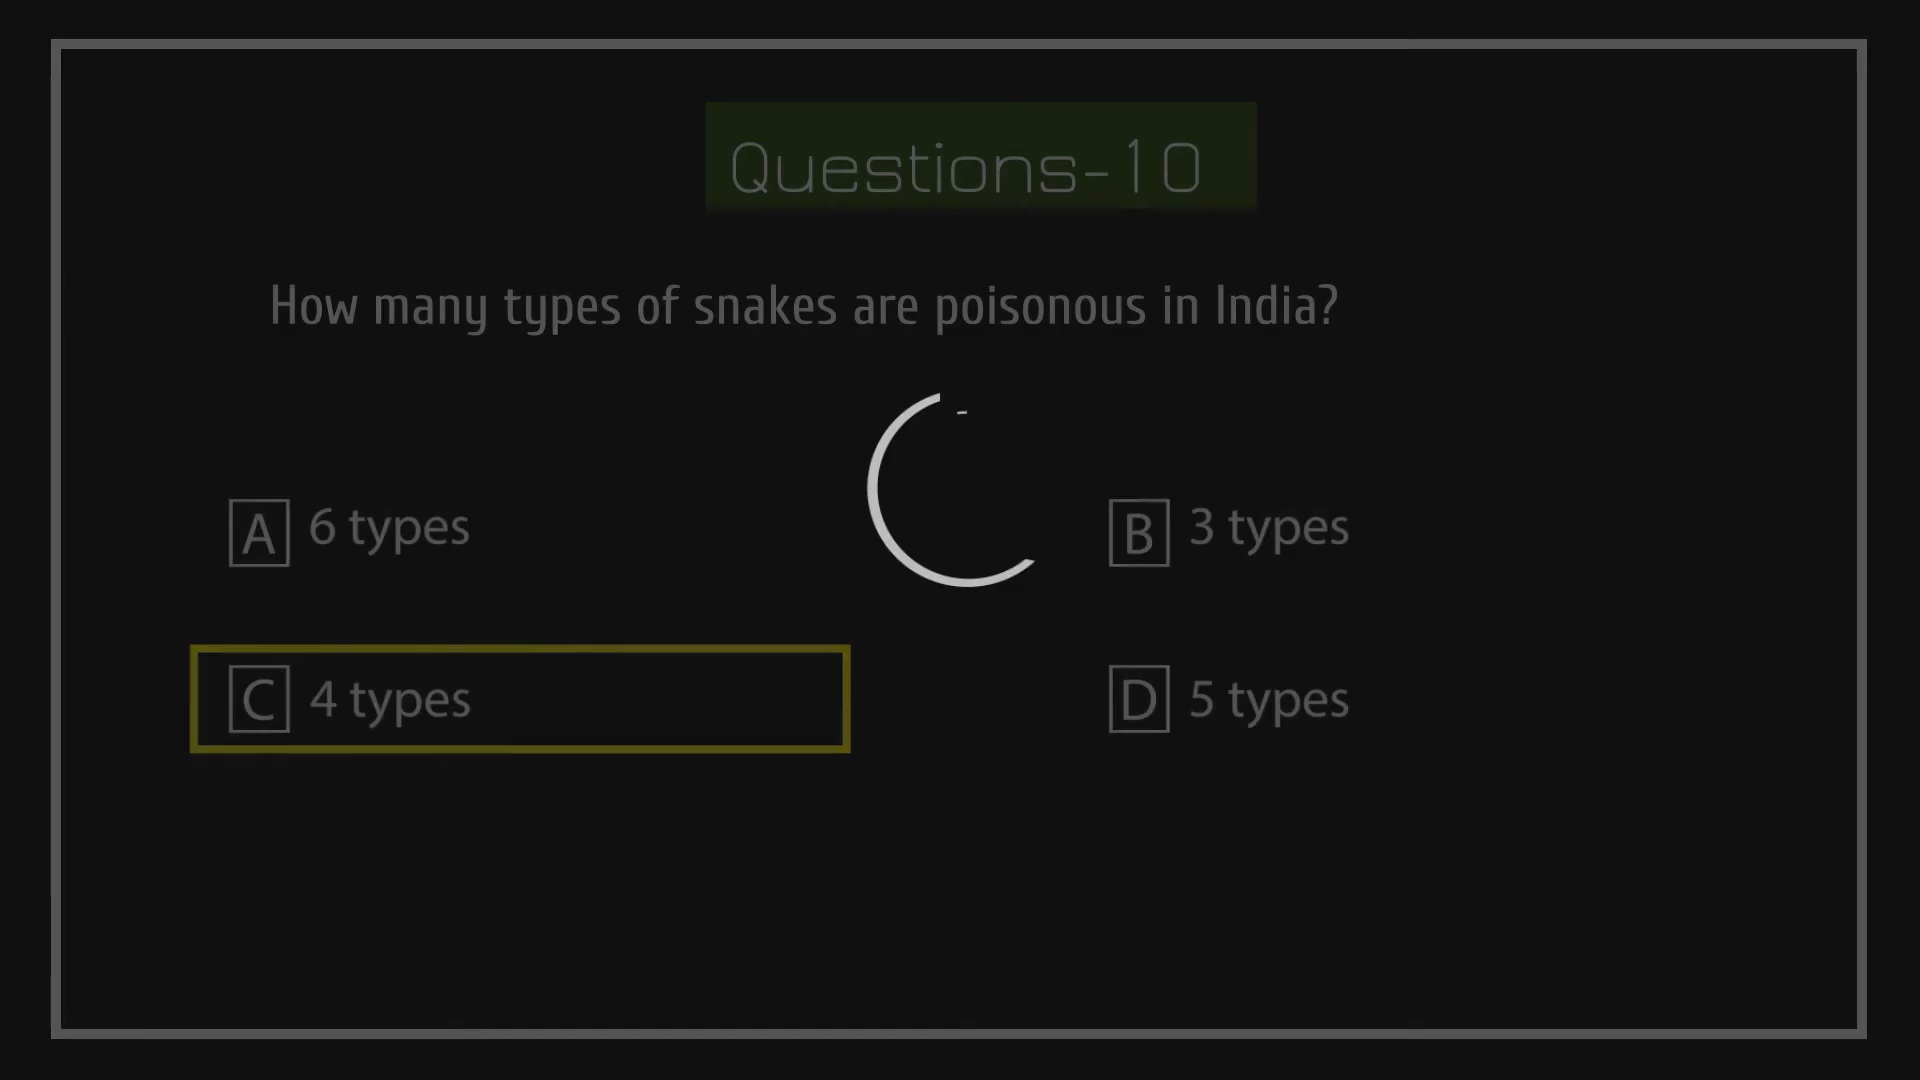 Questions-10
How many types of snakes are poisonous in India?
A 6 types
B 3 types
C 4 types
D 5 types